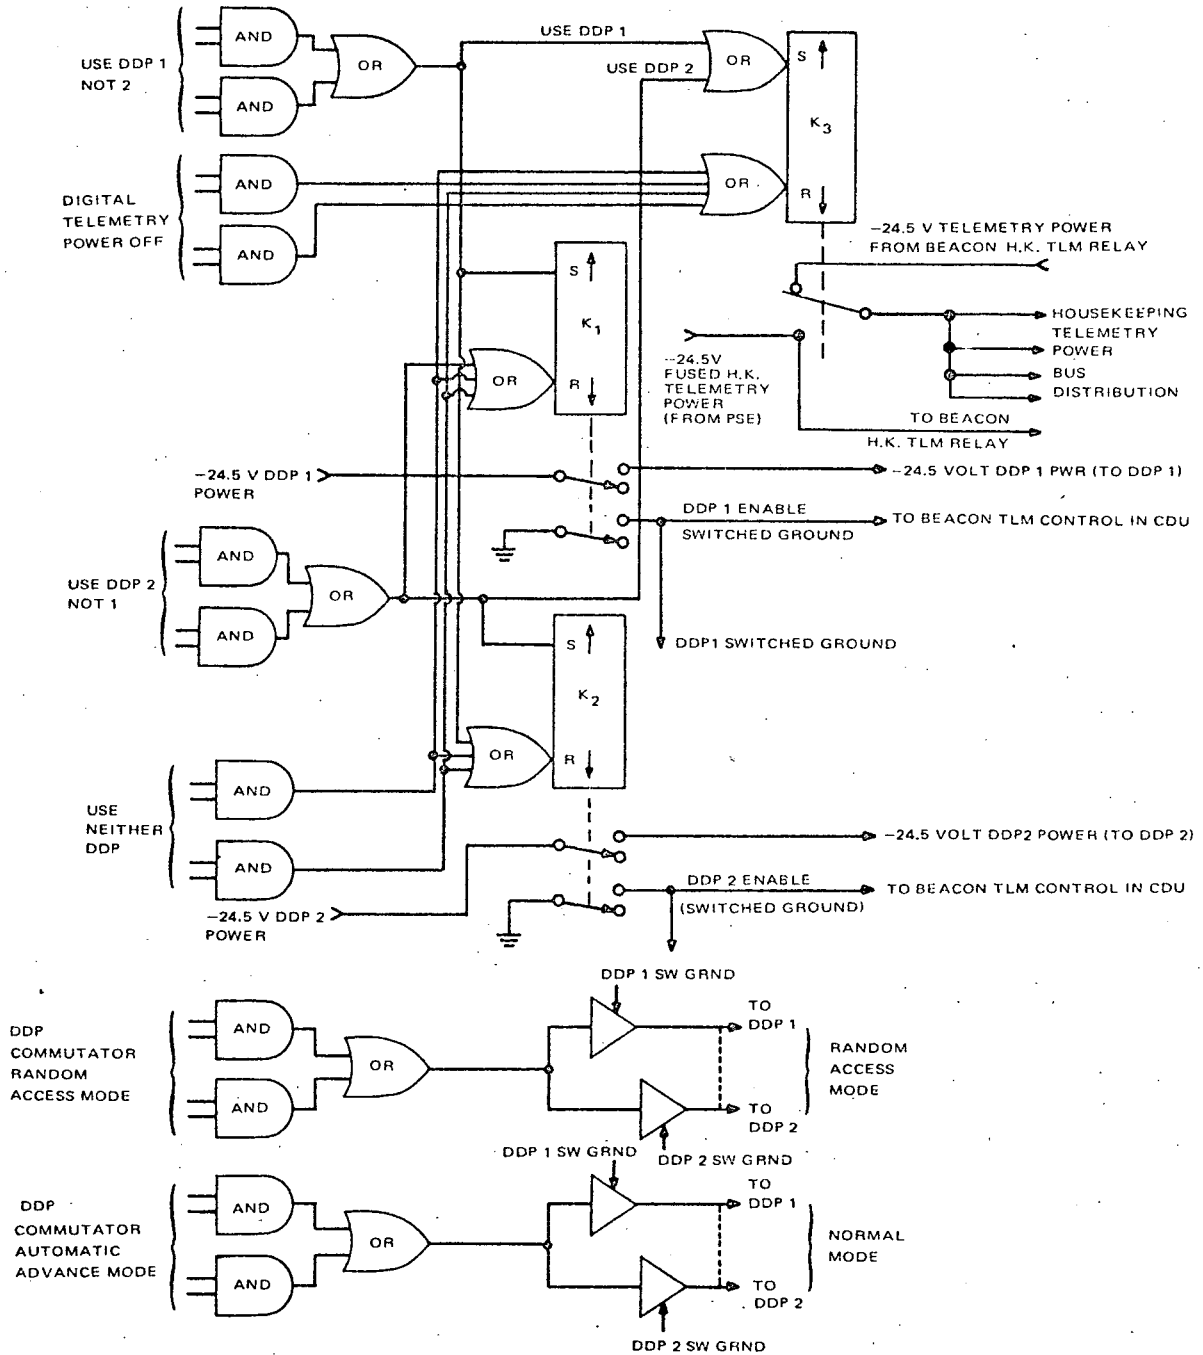 AND
USE DDP 1
NOT 2
OR
AND
USE DDP 1
USE DDP 2
OR
S
K3
R
AND
DIGITAL
TELEMETRY
POWER OFF
OR
AND
-24.5 V TELEMETRY POWER
FROM BEACON H.K. TLM RELAY
S
K1
R
OR
HOUSEKEEPING
TELEMETRY
POWER
BUS
DISTRIBUTION
-24.5V
FUSED H.K.
TELEMETRY
POWER
(FROM PSE)
TO BEACON
H.K. TLM RELAY
-24.5 V DDP 1
POWER
-24.5 VOLT DDP 1 PWR (TO DDP 1)
DDP 1 ENABLE
SWITCHED GROUND
TO BEACON TLM CONTROL IN CDU
AND
USE DDP 2
NOT 1
OR
AND
DDP1 SWITCHED GROUND
S
K2
R
OR
AND
USE
NEITHER
DDP
AND
-24.5 V DDP 2
POWER
-24.5 VOLT DDP2 POWER (TO DDP 2)
DDP 2 ENABLE
(SWITCHED GROUND)
TO BEACON TLM CONTROL IN CDU
DDP 1 SW GRND
AND
DDP
COMMUTATOR
RANDOM
ACCESS MODE
OR
AND
TO
DDP 1
RANDOM
ACCESS
MODE
TO
DDP 2
DDP 2 SW GRND
DDP 1 SW GRND
AND
DDP
COMMUTATOR
AUTOMATIC
ADVANCE MODE
OR
AND
TO
DDP 1
NORMAL
MODE
TO
DDP 2
DDP 2 SW GRND